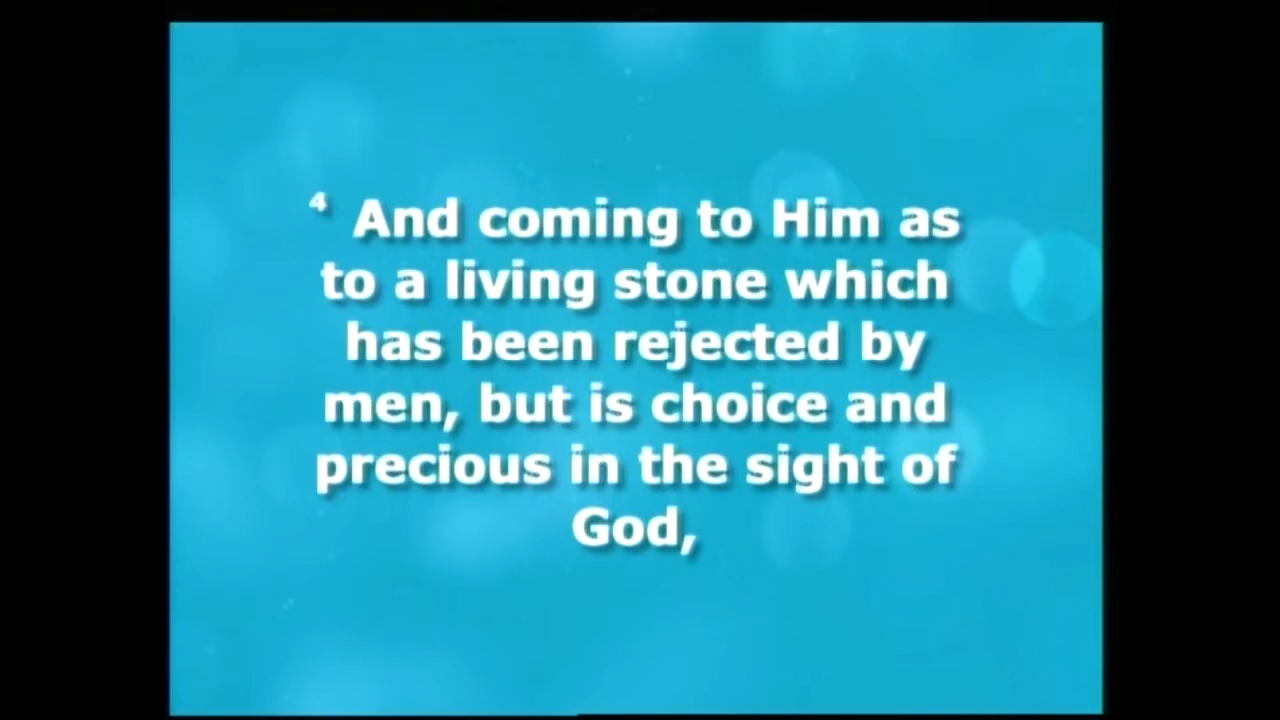 4 And coming to Him as
to a living stone which
has been rejected by
men, but is choice and
precious in the sight of
God,